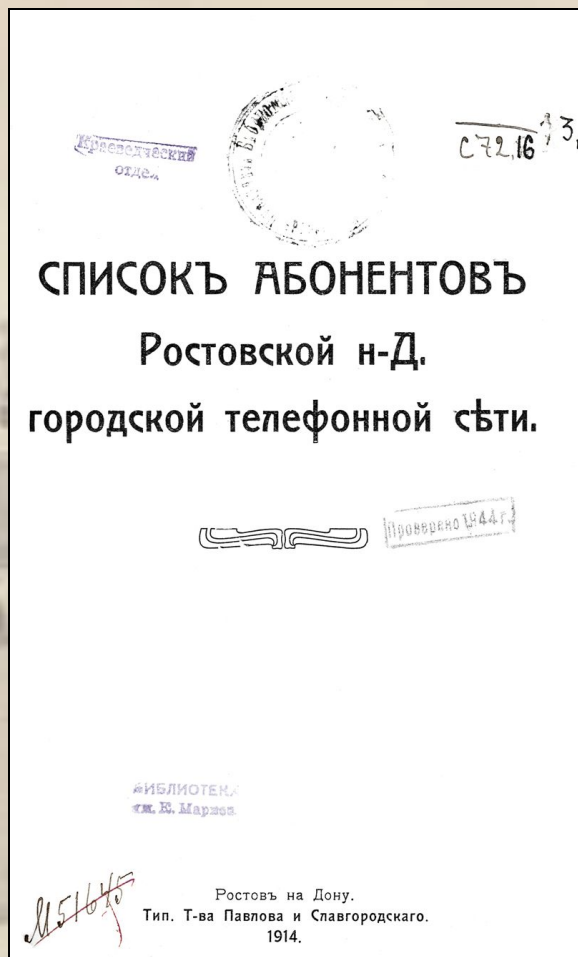 Краеведческий
отдел
С72.16
СПИСОКЪ АБОНЕНТОВЪ
Ростовской н-Д.
городской телефонной сѣти.
Проверено 1944 г.
БИБЛИОТЕКА
им. К. Маркса
М51645
Ростовъ на Дону.
Тип. Т-ва Павлова и Славгородскаго.
1914.